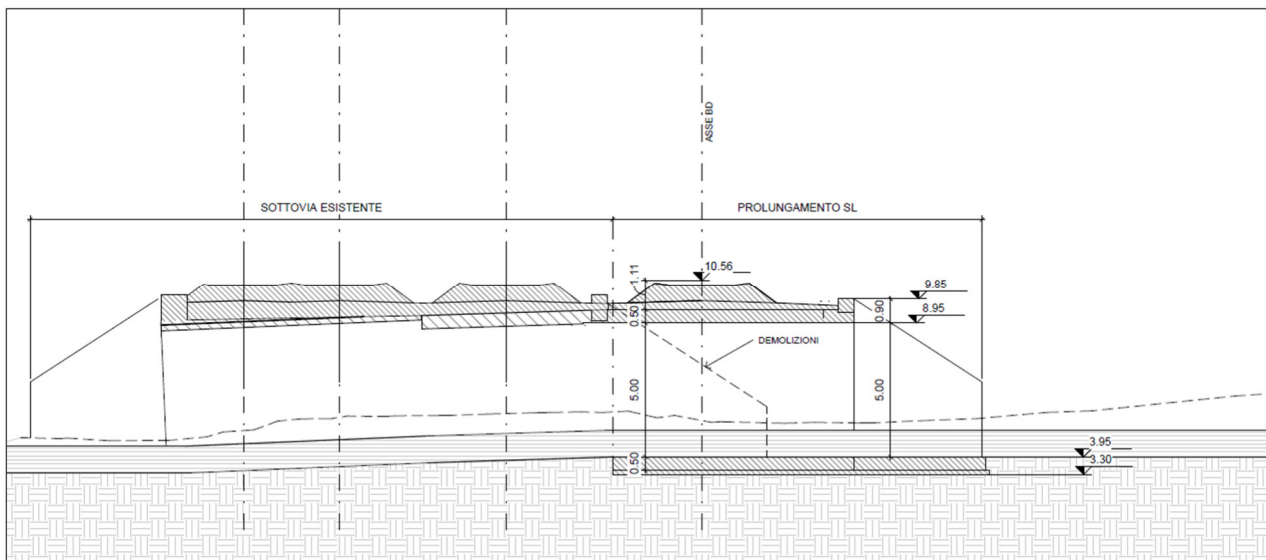 ASSE BD
SOTTOVIA ESISTENTE
PROLUNGAMENTO SL
10.56
1.11
9.85
0.90
8.95
0.50
DEMOLIZIONI
5.00
5.00
3.95
0.50
3.30